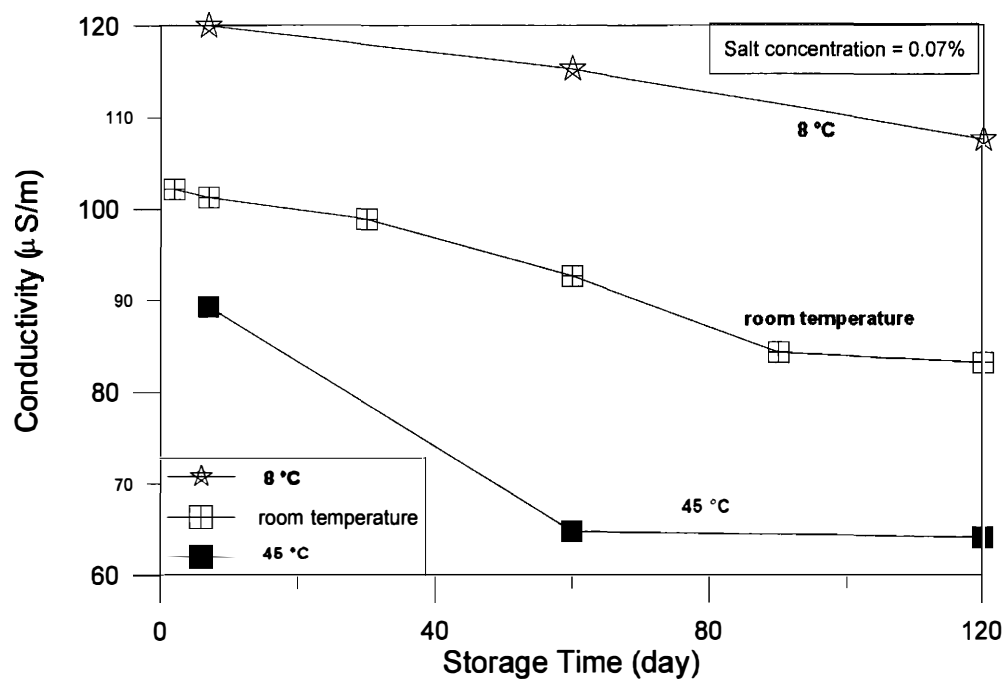 Salt concentration = 0.07%
120
110
100
90
80
70
60
Conductivity (μ S/m)
8 °C
room temperature
45 °C
8 °C
room temperature
45 °C
0
40
80
120
Storage Time (day)